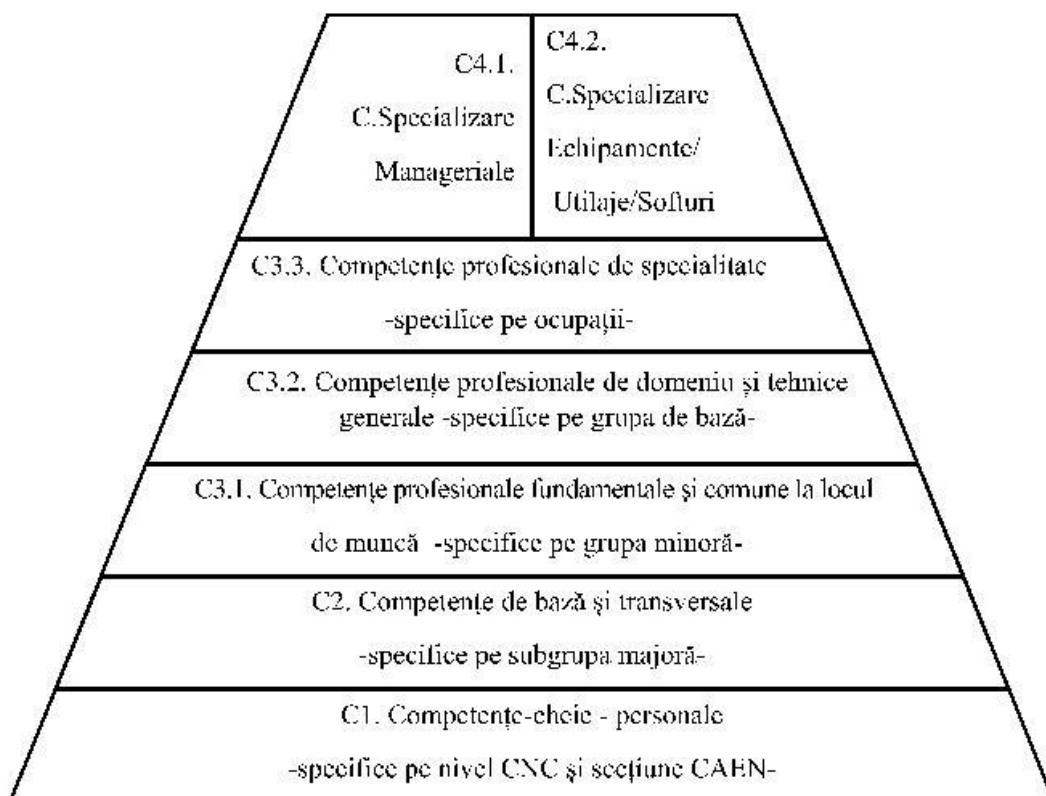 C4.1.
C.Specializare
Manageriale
C4.2.
C.Specializare
Echipamente/
Utilaje/Softuri
C3.3. Competențe profesionale de specialitate
-specifice pe ocupații-
C3.2. Competențe profesionale de domeniu și tehnice
generale -specifice pe grupa de bază-
C3.1. Competențe profesionale fundamentale și comune la locul
de muncă -specifice pe grupa minoră-
C2. Competențe de bază și transversale
-specifice pe subgrupa majoră-
C1. Competențe-cheie - personale
-specifice pe nivel CNC și secțiune CAEN-